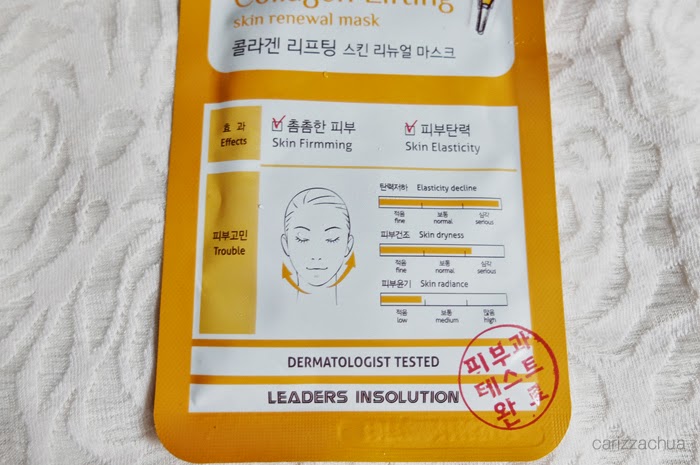 Collagen Lifting
skin renewal mask
콜라겐 리프팅 스킨 리뉴얼 마스크
효과
Effects
촘촘한 피부
Skin Firmming
피부탄력
Skin Elasticity
피부고민
Trouble
탄력저하 Elasticity decline
적음 보통 심각
fine normal serious
피부건조 Skin dryness
적음 보통 심각
fine normal serious
피부윤기 Skin radiance
적음 보통 많음
low medium high
DERMATOLOGIST TESTED
LEADERS INSOLUTION
피부과
테스트
완료
carizzachua